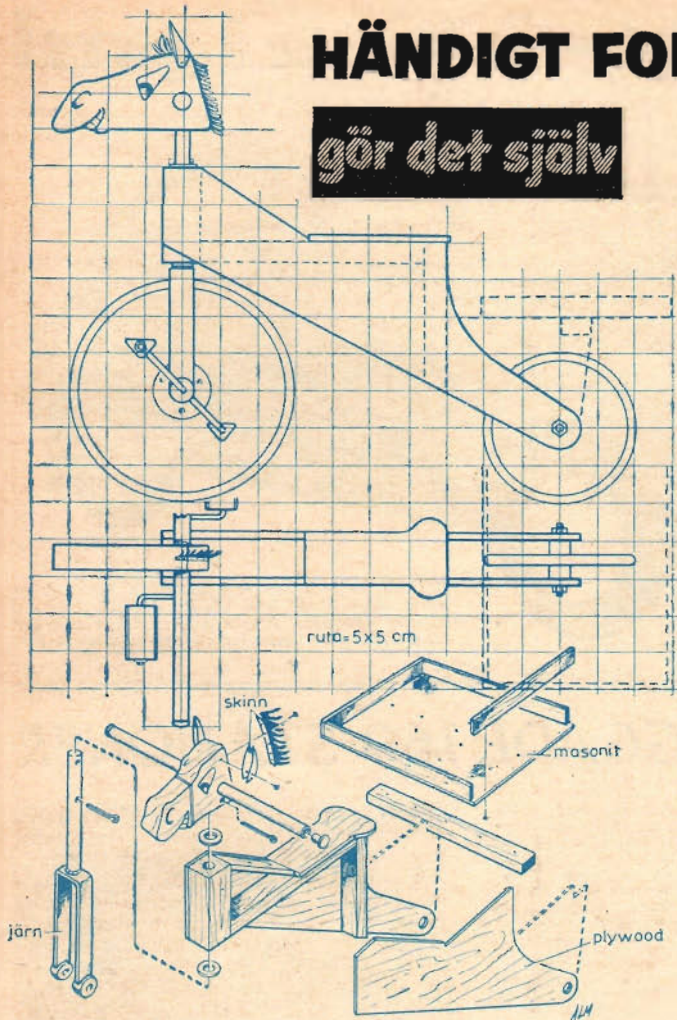 HÄNDIGT FO
gör det själv
ruta=5x5 cm
skinn
masonit
järn
plywood
ALM